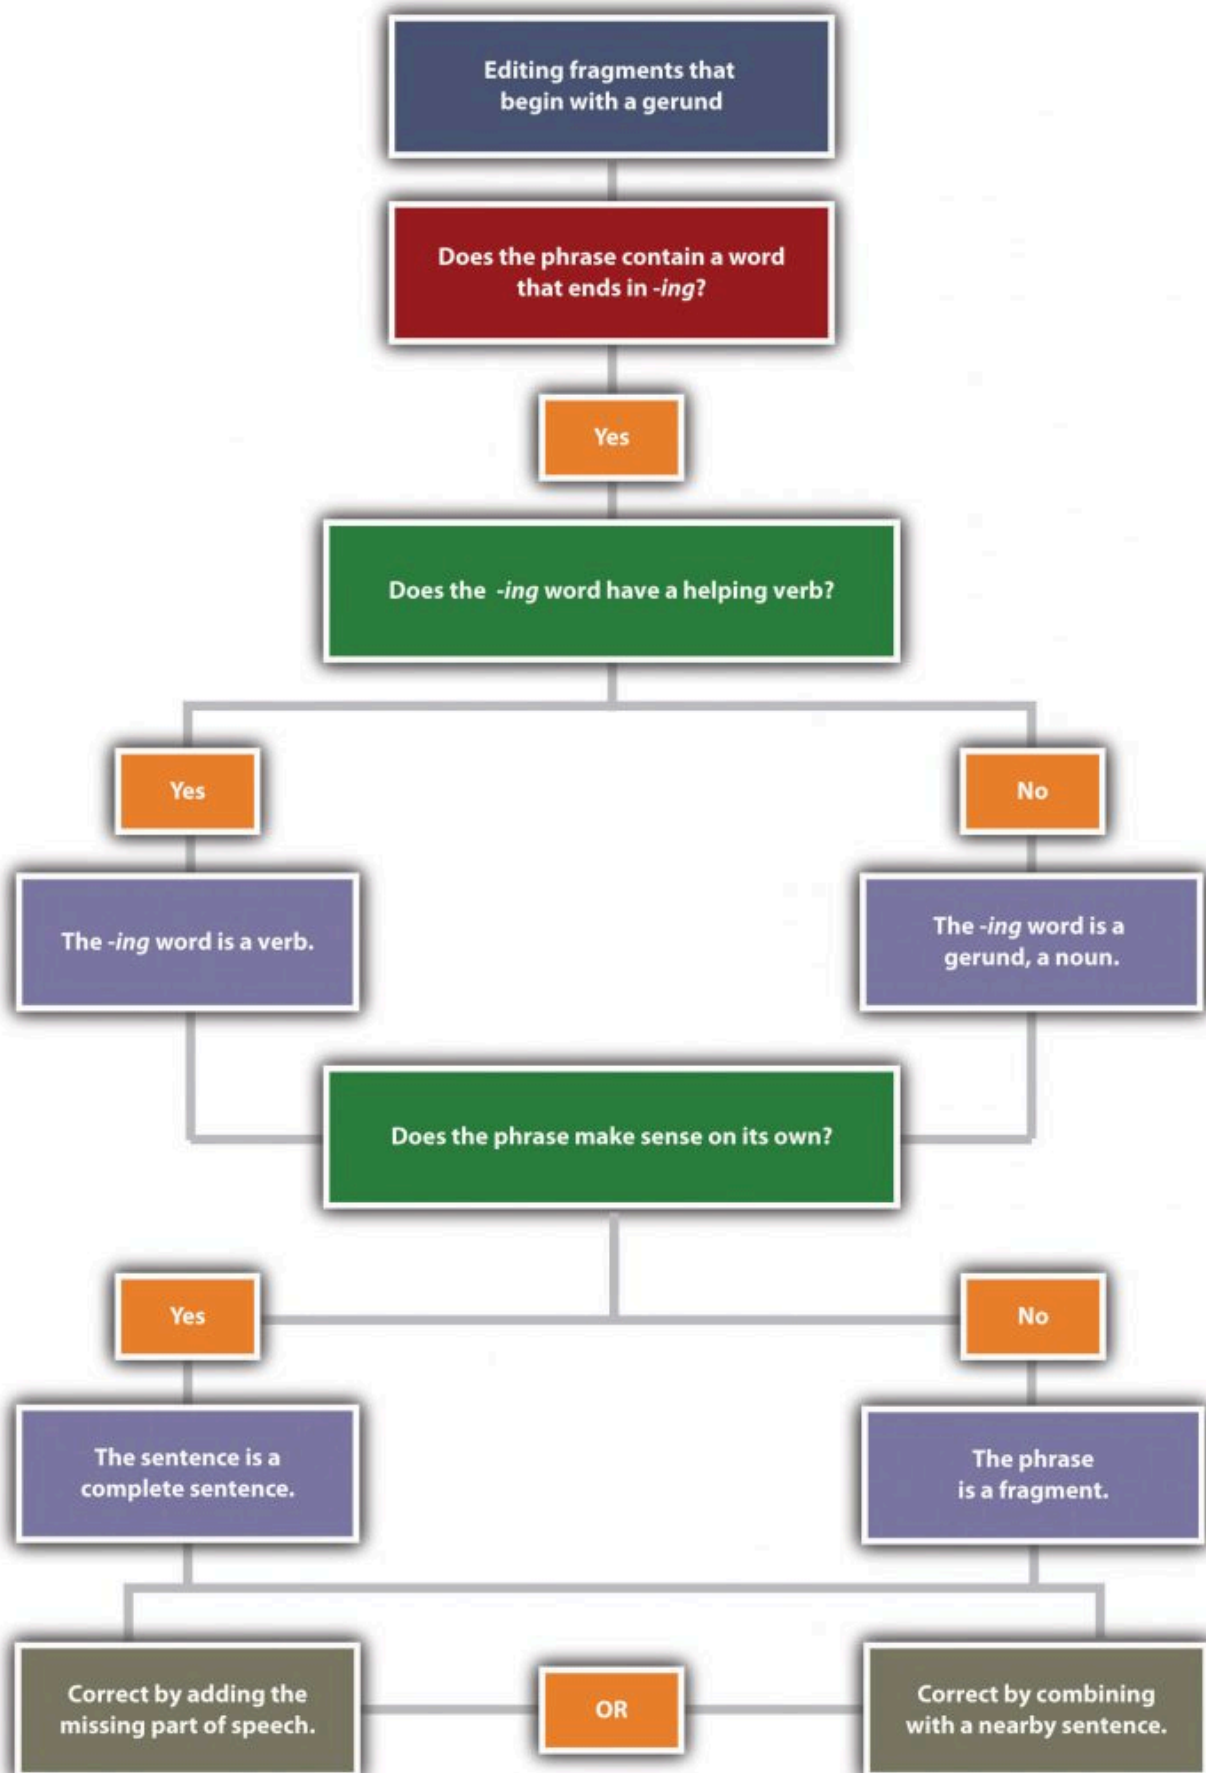 Editing fragments that
begin with a gerund
Does the phrase contain a word
that ends in -ing?
Yes
Does the -ing word have a helping verb?
Yes
No
The -ing word is a verb.
The -ing word is a
gerund, a noun.
Does the phrase make sense on its own?
Yes
No
The sentence is a
complete sentence.
The phrase
is a fragment.
Correct by adding the
missing part of speech.
OR
Correct by combining
with a nearby sentence.